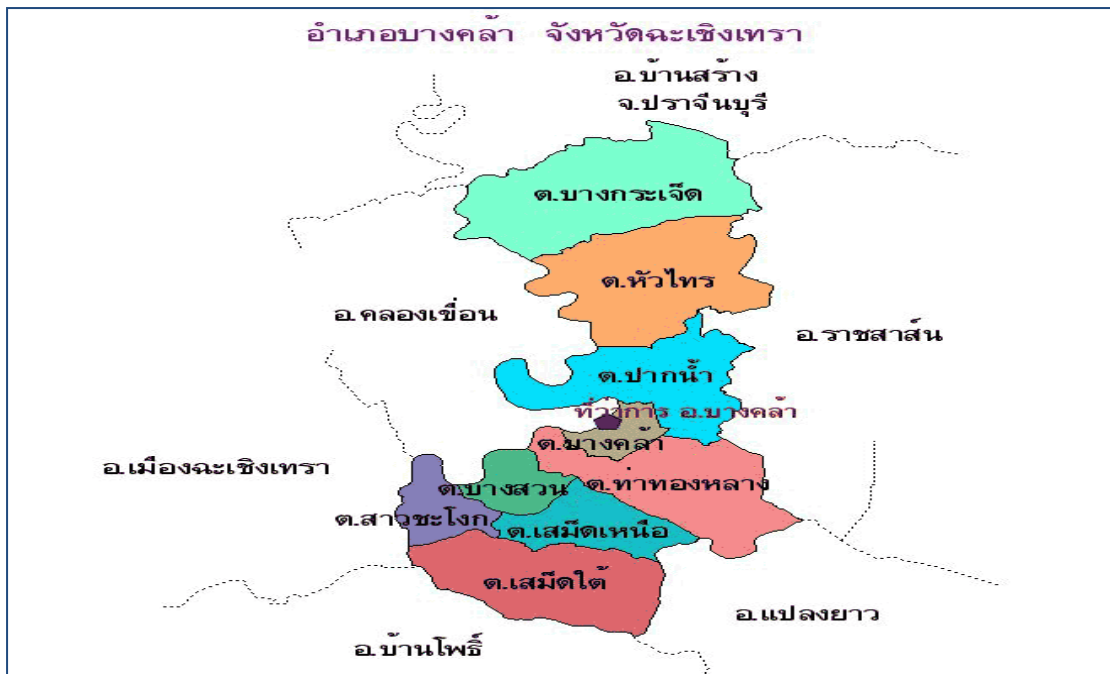 อำเภอบางคล้า จังหวัดฉะเชิงเทรา
อ.บ้านสร้าง
จ.ปราจีนบุรี
ต.บางกระเจ็ด
ต.หัวไทร
อ.คลองเขื่อน
อ.ราชสาส์น
ต.ปากน้ำ
ที่ว่าการ อ.บางคล้า
ต.บางคล้า
อ.เมืองฉะเชิงเทรา
ต.บางสวน
ต.ท่าทองหลาง
ต.สาวชะโงก
ต.เสม็ดเหนือ
ต.เสม็ดใต้
อ.แปลงยาว
อ.บ้านโพธิ์